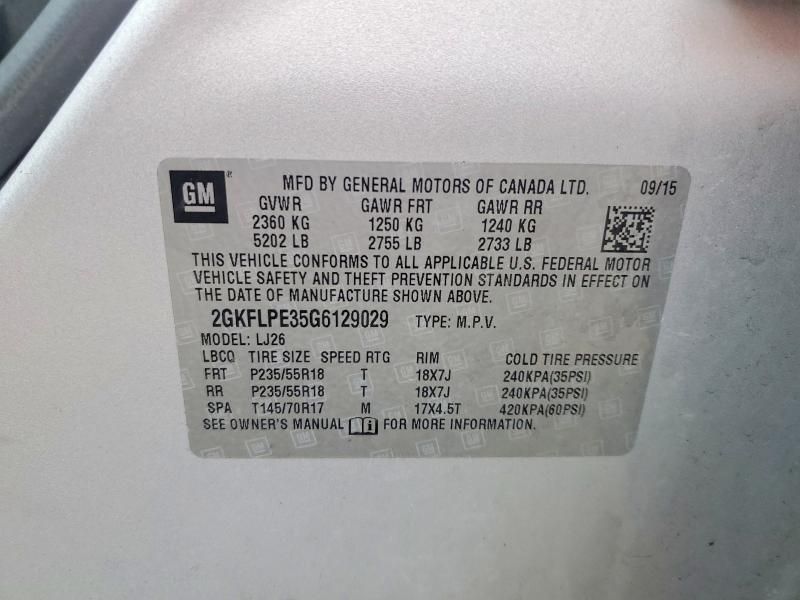 GM® MFD BY GENERAL MOTORS OF CANADA LTD. 09/15
GVWR GAWR FRT GAWR RR
2360 KG 1250 KG 1240 KG
5202 LB 2755 LB 2733 LB
THIS VEHICLE CONFORMS TO ALL APPLICABLE U.S. FEDERAL MOTOR
VEHICLE SAFETY AND THEFT PREVENTION STANDARDS IN EFFECT ON
THE DATE OF MANUFACTURE SHOWN ABOVE.
2GKFLPE35G6129029 TYPE: M.P.V.
MODEL: LJ26
LBCQ TIRE SIZE SPEED RTG RIM COLD TIRE PRESSURE
FRT P235/55R18 T 18X7J 240KPA(35PSI)
RR P235/55R18 T 18X7J 240KPA(35PSI)
SPA T145/70R17 M 17X4.5T 420KPA(60PSI)
SEE OWNER'S MANUAL i FOR MORE INFORMATION.